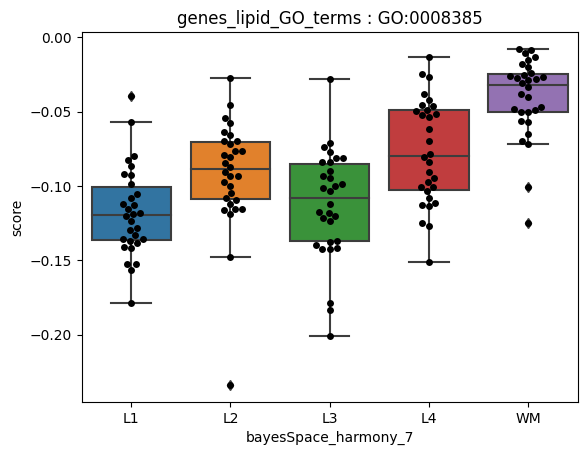 genes_lipid_GO_terms : GO:0008385
0.00
−0.05
−0.10
−0.15
−0.20
score
L1 L2 L3 L4 WM
bayesSpace_harmony_7